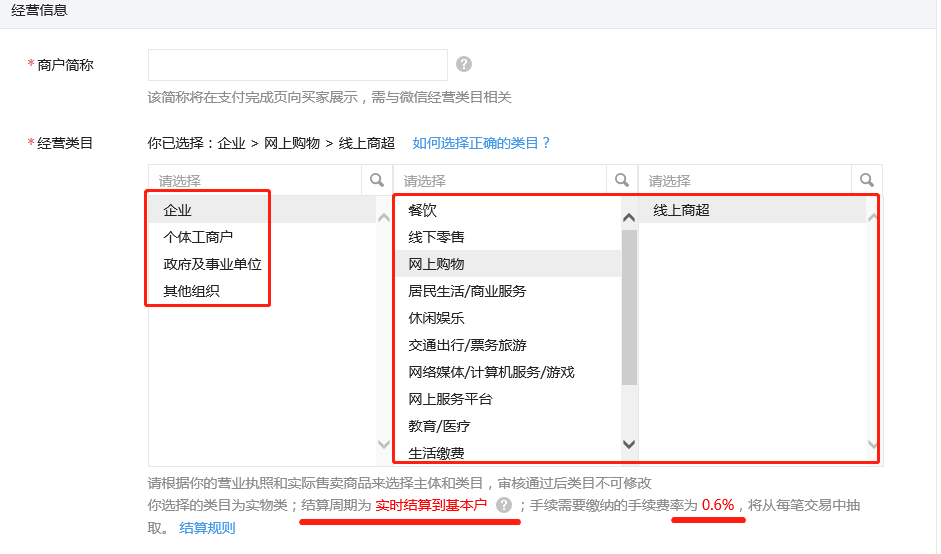 经营信息
*商户简称
?
该简称将在支付完成页向买家展示，需与微信经营类目相关
*经营类目 你已选择：企业 > 网上购物 > 线上商超 如何选择正确的类目？
请选择 请选择 请选择
企业
个体工商户
政府及事业单位
其他组织
餐饮
线下零售
网上购物
居民生活/商业服务
休闲娱乐
交通出行/票务旅游
网络媒体/计算机服务/游戏
网上服务平台
教育/医疗
生活缴费
线上商超
请根据你的营业执照和实际售卖商品来选择主体和类目，审核通过后类目不可修改
你选择的类目为实物类；结算周期为 实时结算到基本户 ? ；手续需要缴纳的手续费率为 0.6%，将从每笔交易中抽
取。 结算规则